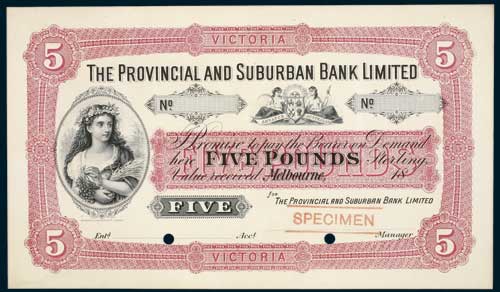 5 VICTORIA 5
THE PROVINCIAL AND SUBURBAN BANK LIMITED
No No
I Promise to pay the Bearer on Demand
here FIVE POUNDS Sterling
Value received Melbourne, 18
for THE PROVINCIAL AND SUBURBAN BANK LIMITED
FIVE
SPECIMEN
Entd Acct Manager
5 VICTORIA 5